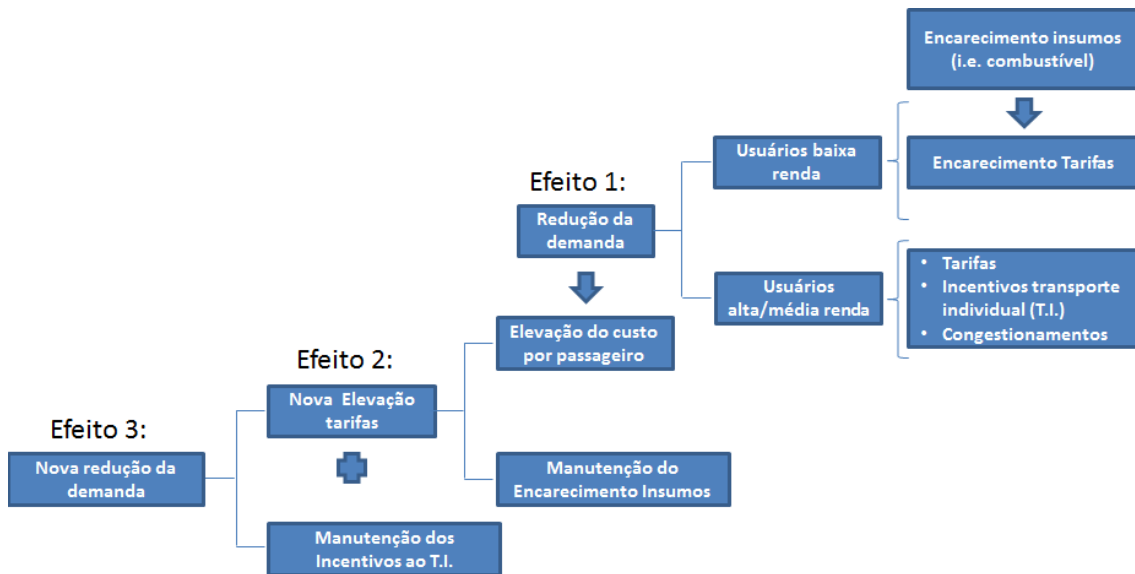 Encarecimento insumos
(i.e. combustível)
Usuários baixa
renda
Encarecimento Tarifas
Efeito 1:
Redução da
demanda
Usuários
alta/média renda
• Tarifas
• Incentivos transporte
individual (T.I.)
• Congestionamentos
Elevação do custo
por passageiro
Efeito 2:
Nova Elevação
tarifas
Efeito 3:
Nova redução da
demanda
Manutenção do
Encarecimento Insumos
Manutenção dos
Incentivos ao T.I.